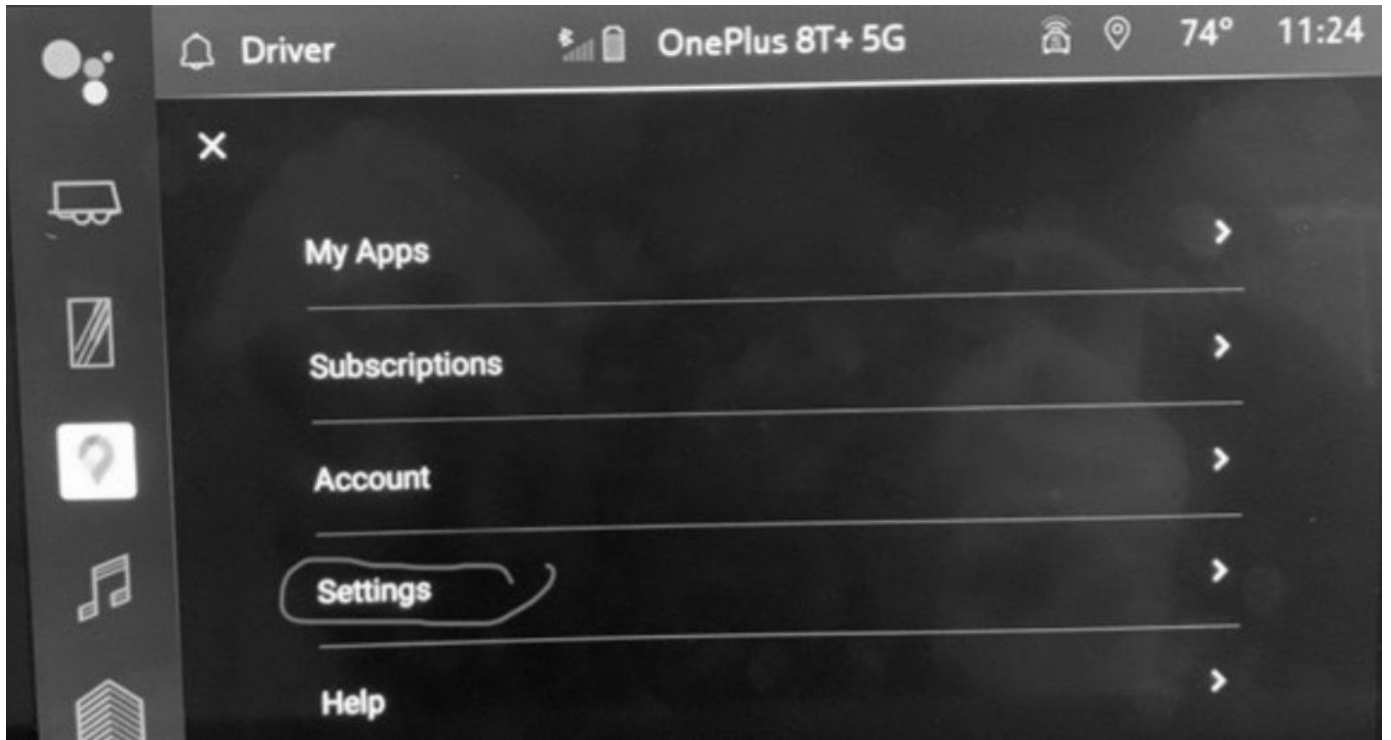 Driver OnePlus 8T+ 5G 74° 11:24
My Apps
Subscriptions
Account
Settings
Help